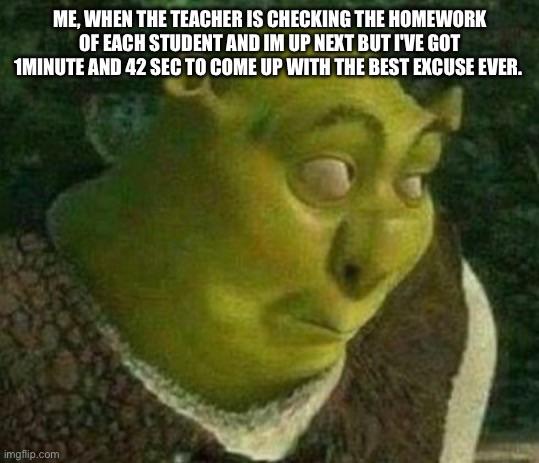 ME, WHEN THE TEACHER IS CHECKING THE HOMEWORK
OF EACH STUDENT AND IM UP NEXT BUT I'VE GOT
1MINUTE AND 42 SEC TO COME UP WITH THE BEST EXCUSE EVER.
imgflip.com